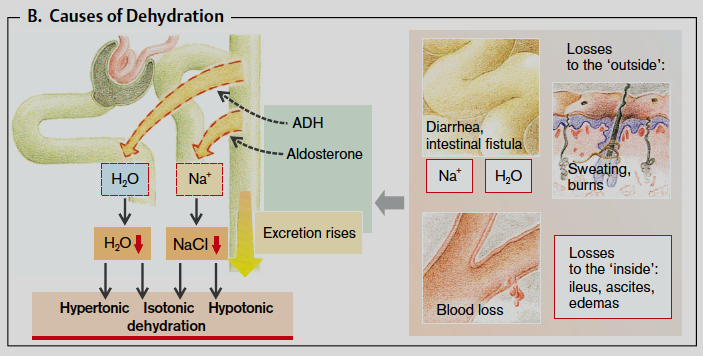 B. Causes of Dehydration
ADH
Aldosterone
H₂O
Na⁺
H₂O
NaCl
Excretion rises
Hypertonic Isotonic Hypotonic
dehydration
Losses
to the ‘outside’:
Diarrhea,
intestinal fistula
Na⁺
H₂O
Sweating,
burns
Blood loss
Losses
to the ‘inside’:
ileus, ascites,
edemas